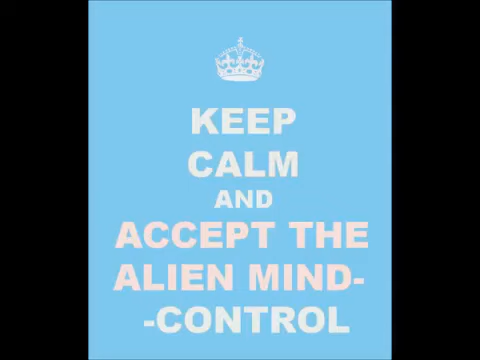 KEEP
CALM
AND
ACCEPT THE
ALIEN MIND-
-CONTROL